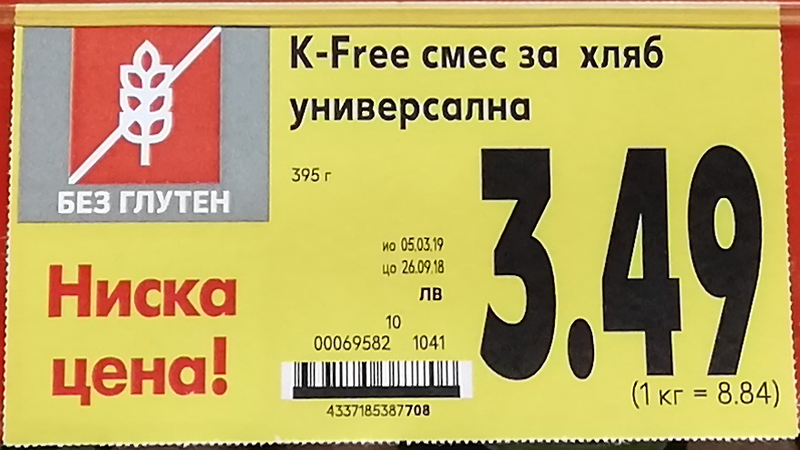 K-Free смес за хляб
универсална
БЕЗ ГЛУТЕН
395 г
Ниска
цена!
ио 05.03.19
цо 26.09.18
лв
3.49
10
00069582 1041
4337185387708
(1 кг = 8.84)